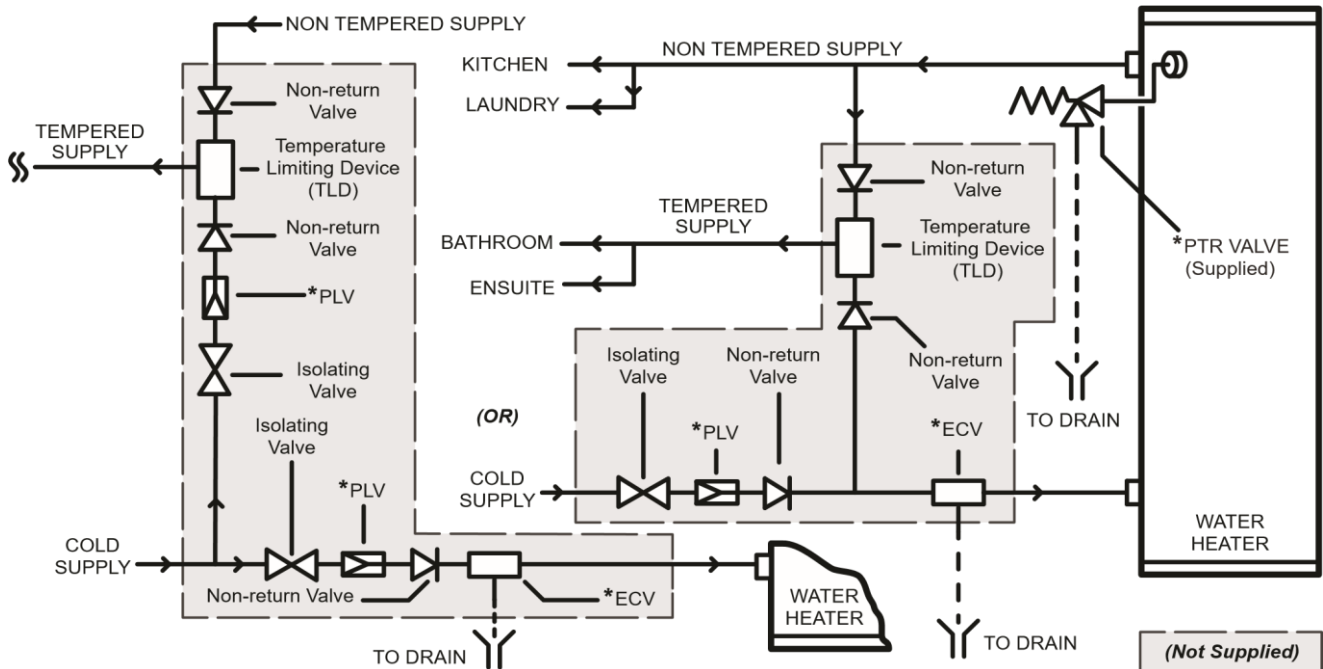 NON TEMPERED SUPPLY
Non-return
Valve
TEMPERED
SUPPLY
Temperature
Limiting Device
(TLD)
Non-return
Valve
*PLV
Isolating
Valve
Isolating
Valve
*PLV
COLD
SUPPLY
Non-return Valve
*ECV
TO DRAIN
WATER
HEATER
(OR)
NON TEMPERED SUPPLY
KITCHEN
LAUNDRY
Non-return
Valve
TEMPERED
SUPPLY
BATHROOM
ENSUITE
Temperature
Limiting Device
(TLD)
Isolating
Valve
Non-return
Valve
Non-return
Valve
*PLV
*ECV
COLD
SUPPLY
TO DRAIN
*PTR VALVE
(Supplied)
TO DRAIN
WATER
HEATER
(Not Supplied)